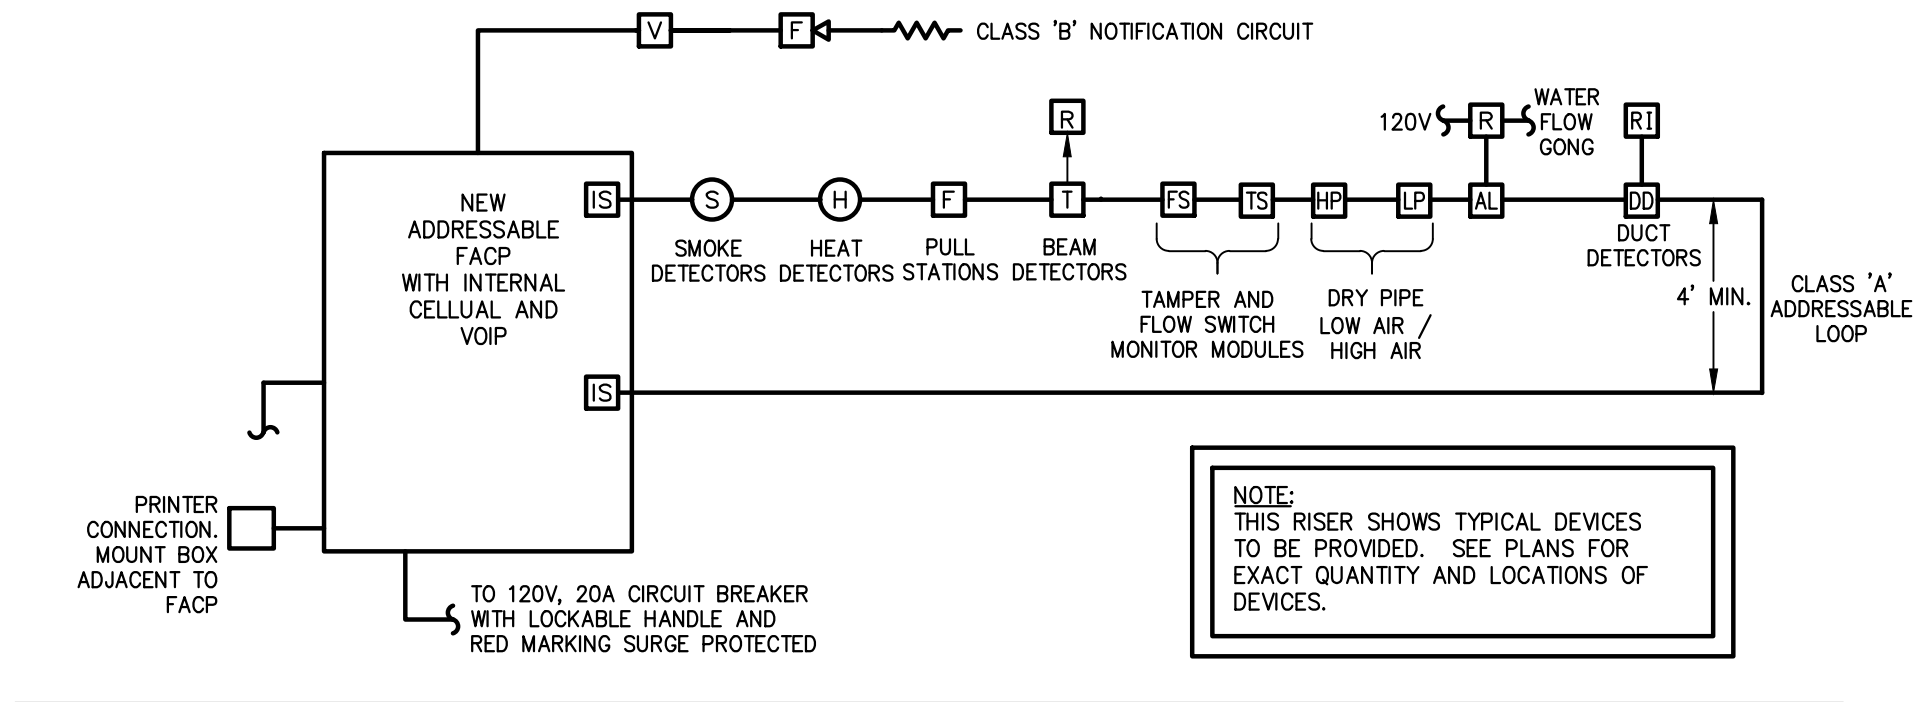 V
F
CLASS 'B' NOTIFICATION CIRCUIT
R
120V
R
WATER
FLOW
GONG
RI
NEW
ADDRESSABLE
FACP
WITH INTERNAL
CELLUAL AND
VOIP
IS
S
H
F
T
FS
TS
HP
LP
AL
DD
SMOKE
DETECTORS
HEAT
DETECTORS
PULL
STATIONS
BEAM
DETECTORS
TAMPER AND
FLOW SWITCH
MONITOR MODULES
DRY PIPE
LOW AIR /
HIGH AIR
DUCT
DETECTORS
4' MIN.
CLASS 'A'
ADDRESSABLE
LOOP
IS
PRINTER
CONNECTION.
MOUNT BOX
ADJACENT TO
FACP
TO 120V, 20A CIRCUIT BREAKER
WITH LOCKABLE HANDLE AND
RED MARKING SURGE PROTECTED
NOTE:
THIS RISER SHOWS TYPICAL DEVICES
TO BE PROVIDED. SEE PLANS FOR
EXACT QUANTITY AND LOCATIONS OF
DEVICES.